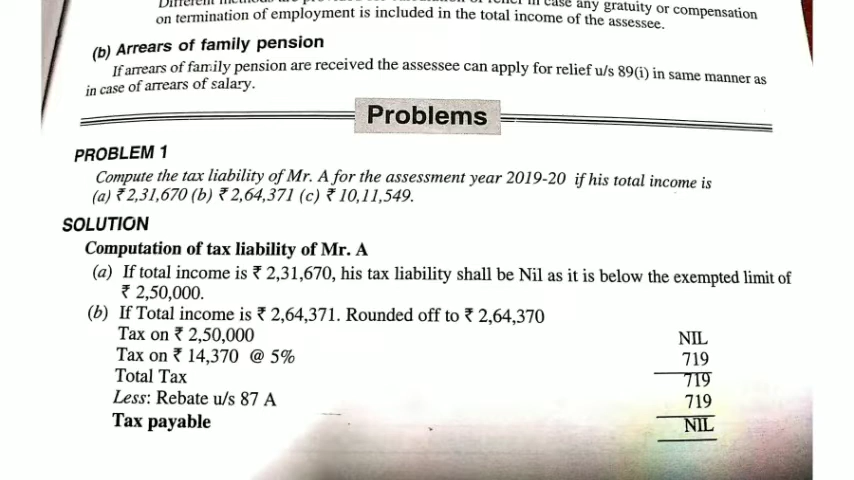 in case any gratuity or compensation
on termination of employment is included in the total income of the assessee.
(b) Arrears of family pension
If arrears of family pension are received the assessee can apply for relief u/s 89(i) in same manner as
in case of arrears of salary.
Problems
PROBLEM 1
Compute the tax liability of Mr. A for the assessment year 2019-20 if his total income is
(a) ₹ 2,31,670 (b) ₹ 2,64,371 (c) ₹ 10,11,549.
SOLUTION
Computation of tax liability of Mr. A
(a) If total income is ₹ 2,31,670, his tax liability shall be Nil as it is below the exempted limit of
₹ 2,50,000.
(b) If Total income is ₹ 2,64,371. Rounded off to ₹ 2,64,370
Tax on ₹ 2,50,000 NIL
Tax on ₹ 14,370 @ 5% 719
Total Tax 719
Less: Rebate u/s 87 A 719
Tax payable NIL